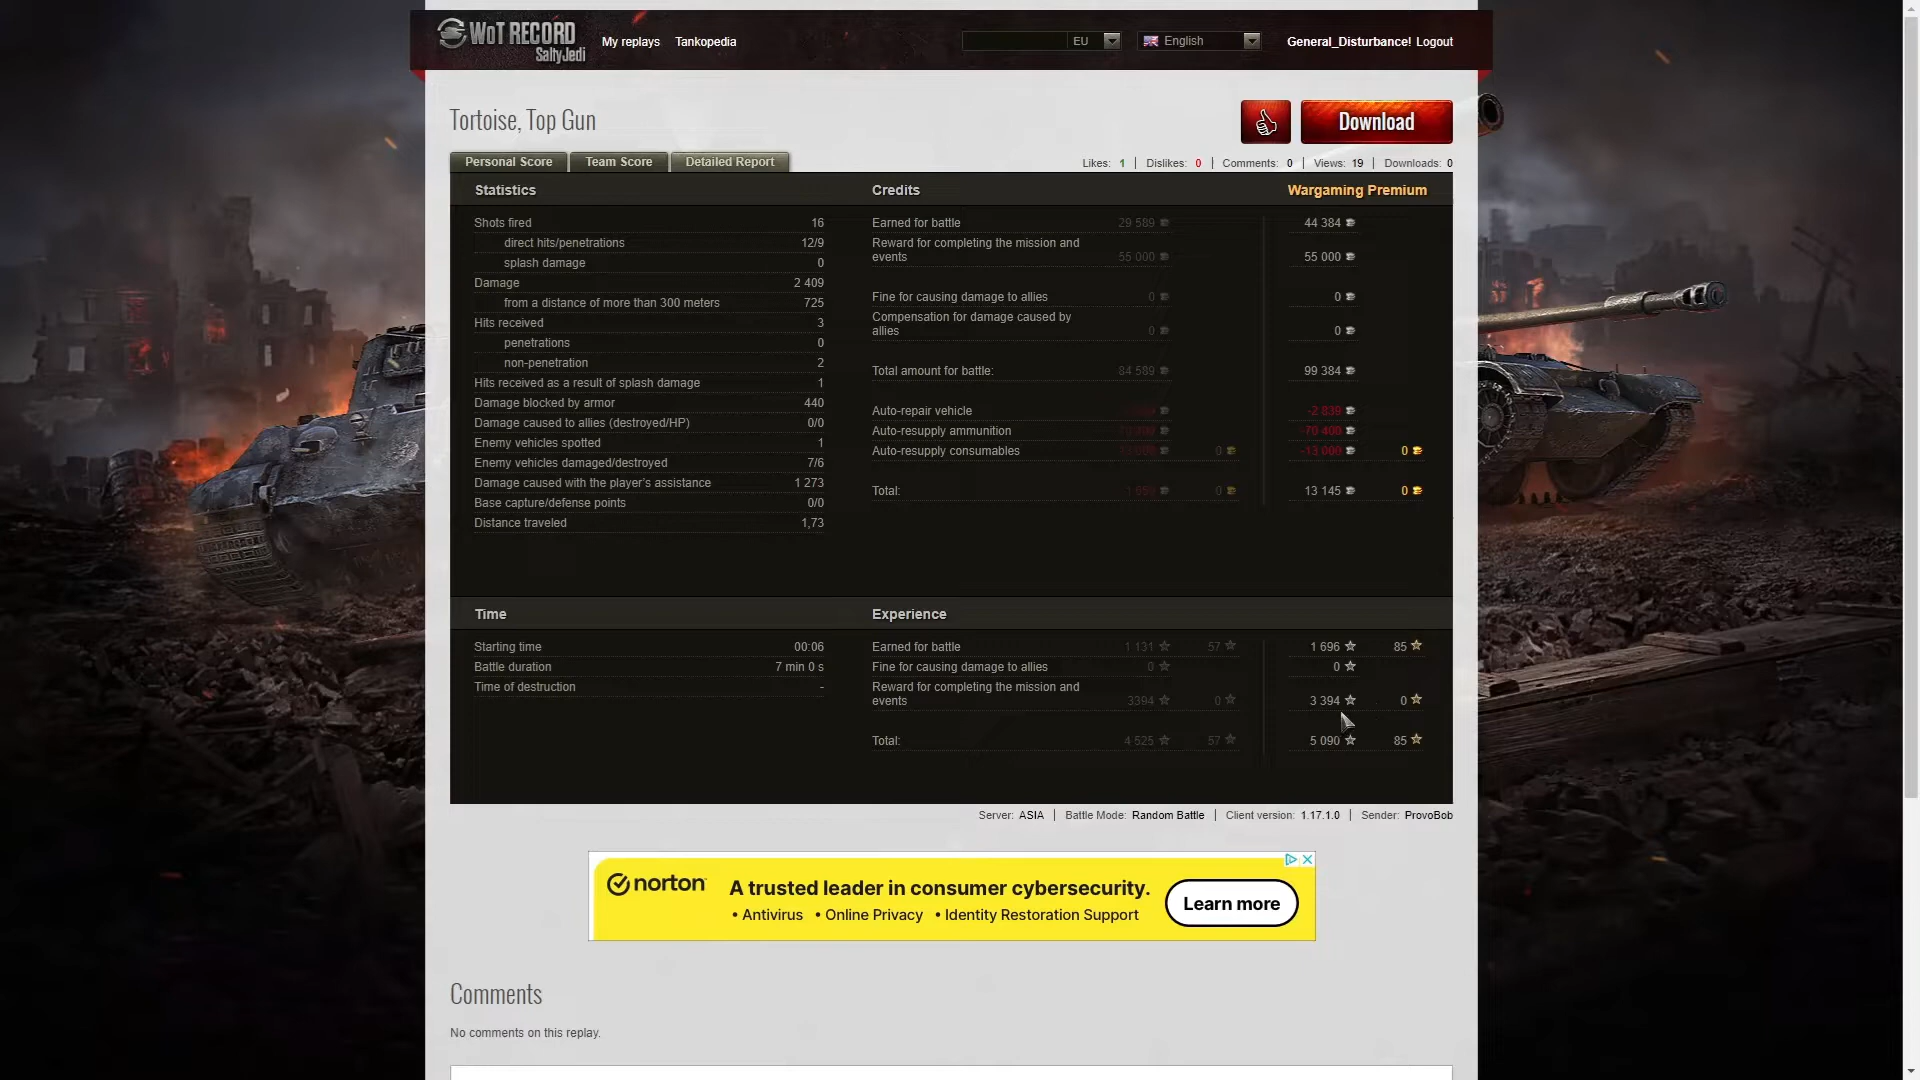 WoT RECORD
SaltyJedi
My replays Tankopedia
EU
English
General_Disturbance! Logout
Tortoise, Top Gun
Download
Personal Score Team Score Detailed Report
Likes: 1 | Dislikes: 0 | Comments: 0 | Views: 19 | Downloads: 0
Statistics
Shots fired 16
direct hits/penetrations 12/9
splash damage 0
Damage 2 409
from a distance of more than 300 meters 725
Hits received 3
penetrations 0
non-penetration 2
Hits received as a result of splash damage 1
Damage blocked by armor 440
Damage caused to allies (destroyed/HP) 0/0
Enemy vehicles spotted 1
Enemy vehicles damaged/destroyed 7/6
Damage caused with the player's assistance 1 273
Base capture/defense points 0/0
Distance traveled 1,73
Credits Wargaming Premium
Earned for battle 29 589 44 384
Reward for completing the mission and
events 55 000 55 000
Fine for causing damage to allies 0 0
Compensation for damage caused by
allies 0 0
Total amount for battle: 84 589 99 384
Auto-repair vehicle -2 839
Auto-resupply ammunition -70 400
Auto-resupply consumables 0 -13 000 0
Total: 0 13 145 0
Time
Starting time 00:06
Battle duration 7 min 0 s
Time of destruction -
Experience
Earned for battle 1 131 57 1 696 85
Fine for causing damage to allies 0 0
Reward for completing the mission and
events 3394 0 3 394 0
Total: 4 525 57 5 090 85
Server: ASIA | Battle Mode: Random Battle | Client version: 1.17.1.0 | Sender: ProvoBob
norton
A trusted leader in consumer cybersecurity.
• Antivirus • Online Privacy • Identity Restoration Support
Learn more
Comments
No comments on this replay.